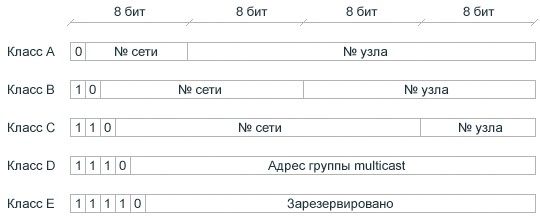 8 бит 8 бит 8 бит 8 бит
Класс A 0 № сети № узла
Класс B 1 0 № сети № узла
Класс C 1 1 0 № сети № узла
Класс D 1 1 1 0 Адрес группы multicast
Класс E 1 1 1 1 0 Зарезервировано